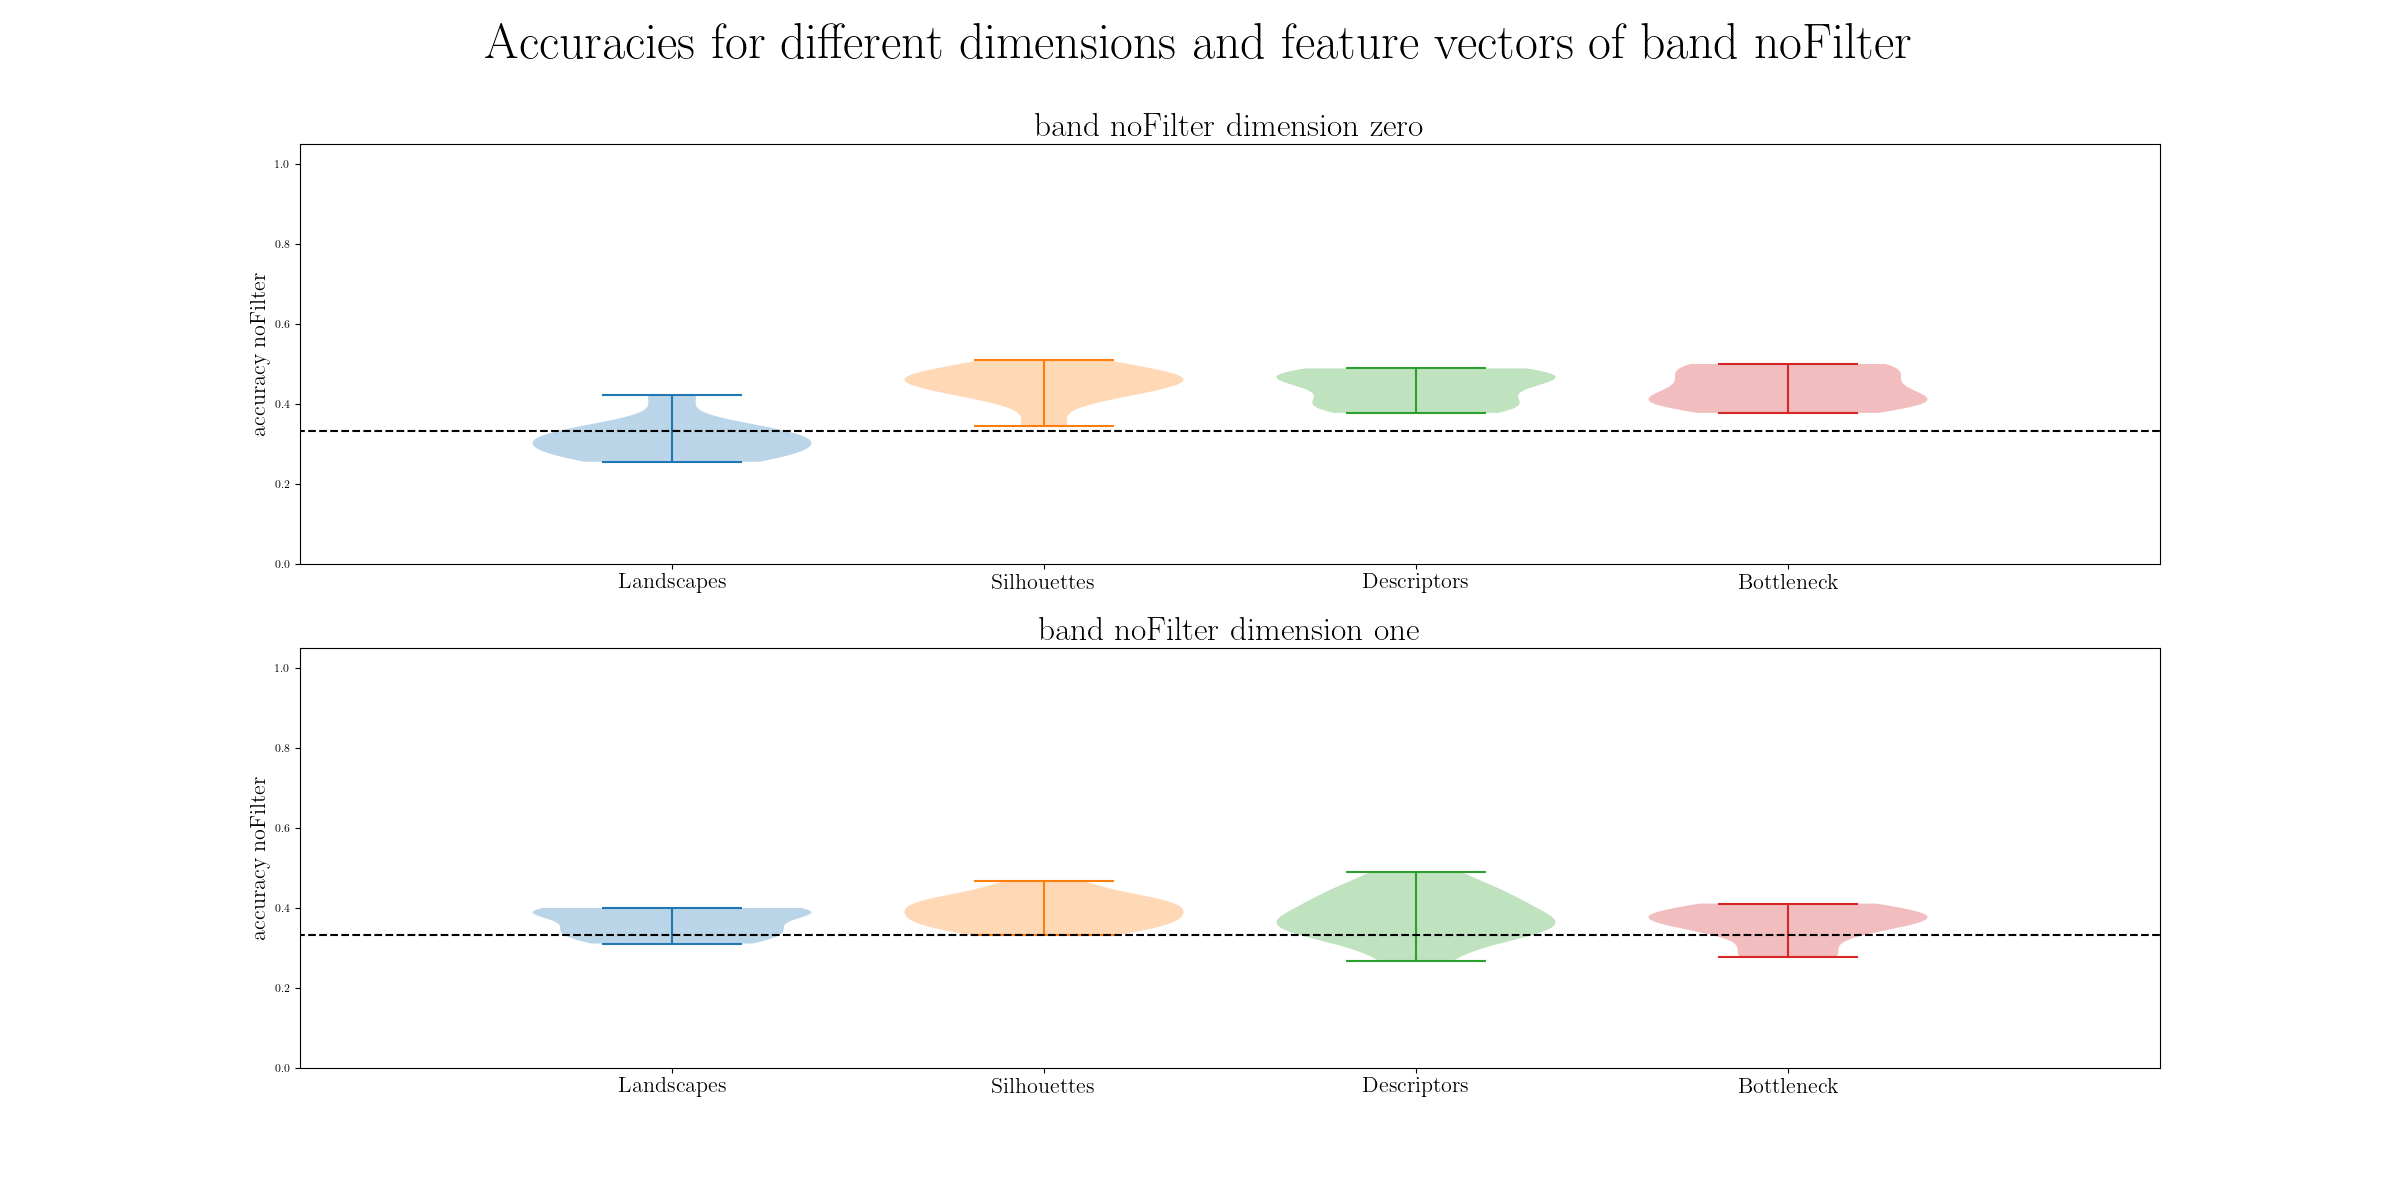 Accuracies for different dimensions and feature vectors of band noFilter
band noFilter dimension zero
accuracy noFilter
1.0
0.8
0.6
0.4
0.2
0.0
Landscapes Silhouettes Descriptors Bottleneck
band noFilter dimension one
accuracy noFilter
1.0
0.8
0.6
0.4
0.2
0.0
Landscapes Silhouettes Descriptors Bottleneck